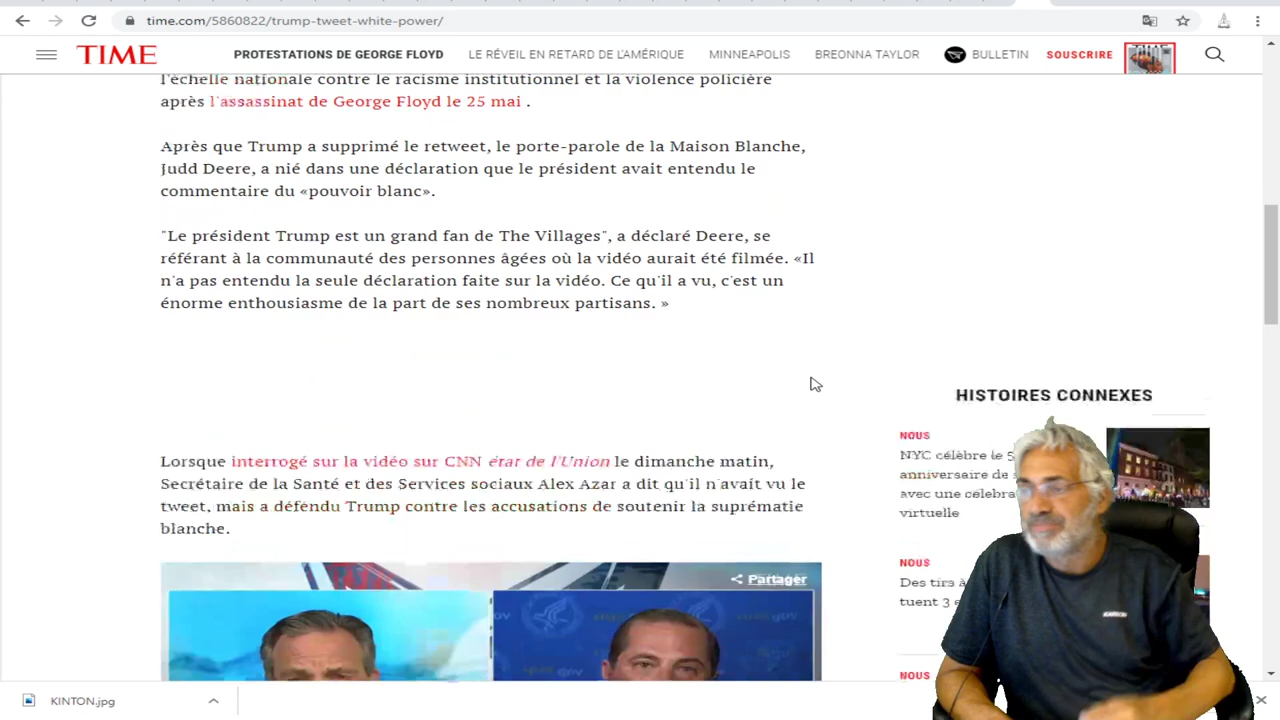 time.com/5860822/trump-tweet-white-power/
TIME
PROTESTATIONS DE GEORGE FLOYD
LE RÉVEIL EN RETARD DE L'AMÉRIQUE
MINNEAPOLIS
BREONNA TAYLOR
BULLETIN
SOUSCRIRE
l'échelle nationale contre le racisme institutionnel et la violence policière
après l'assassinat de George Floyd le 25 mai .
Après que Trump a supprimé le retweet, le porte-parole de la Maison Blanche,
Judd Deere, a nié dans une déclaration que le président avait entendu le
commentaire du «pouvoir blanc».
"Le président Trump est un grand fan de The Villages", a déclaré Deere, se
référant à la communauté des personnes âgées où la vidéo aurait été filmée. «Il
n'a pas entendu la seule déclaration faite sur la vidéo. Ce qu'il a vu, c'est un
énorme enthousiasme de la part de ses nombreux partisans. »
Lorsque interrogé sur la vidéo sur CNN état de l'Union le dimanche matin,
Secrétaire de la Santé et des Services sociaux Alex Azar a dit qu'il n'avait vu le
tweet, mais a défendu Trump contre les accusations de soutenir la suprématie
blanche.
Partager
HISTOIRES CONNEXES
NOUS
NYC célèbre le
anniversaire de
avec une célébra
virtuelle
NOUS
Des tirs à
tuent 3
NOUS
KINTON.jpg